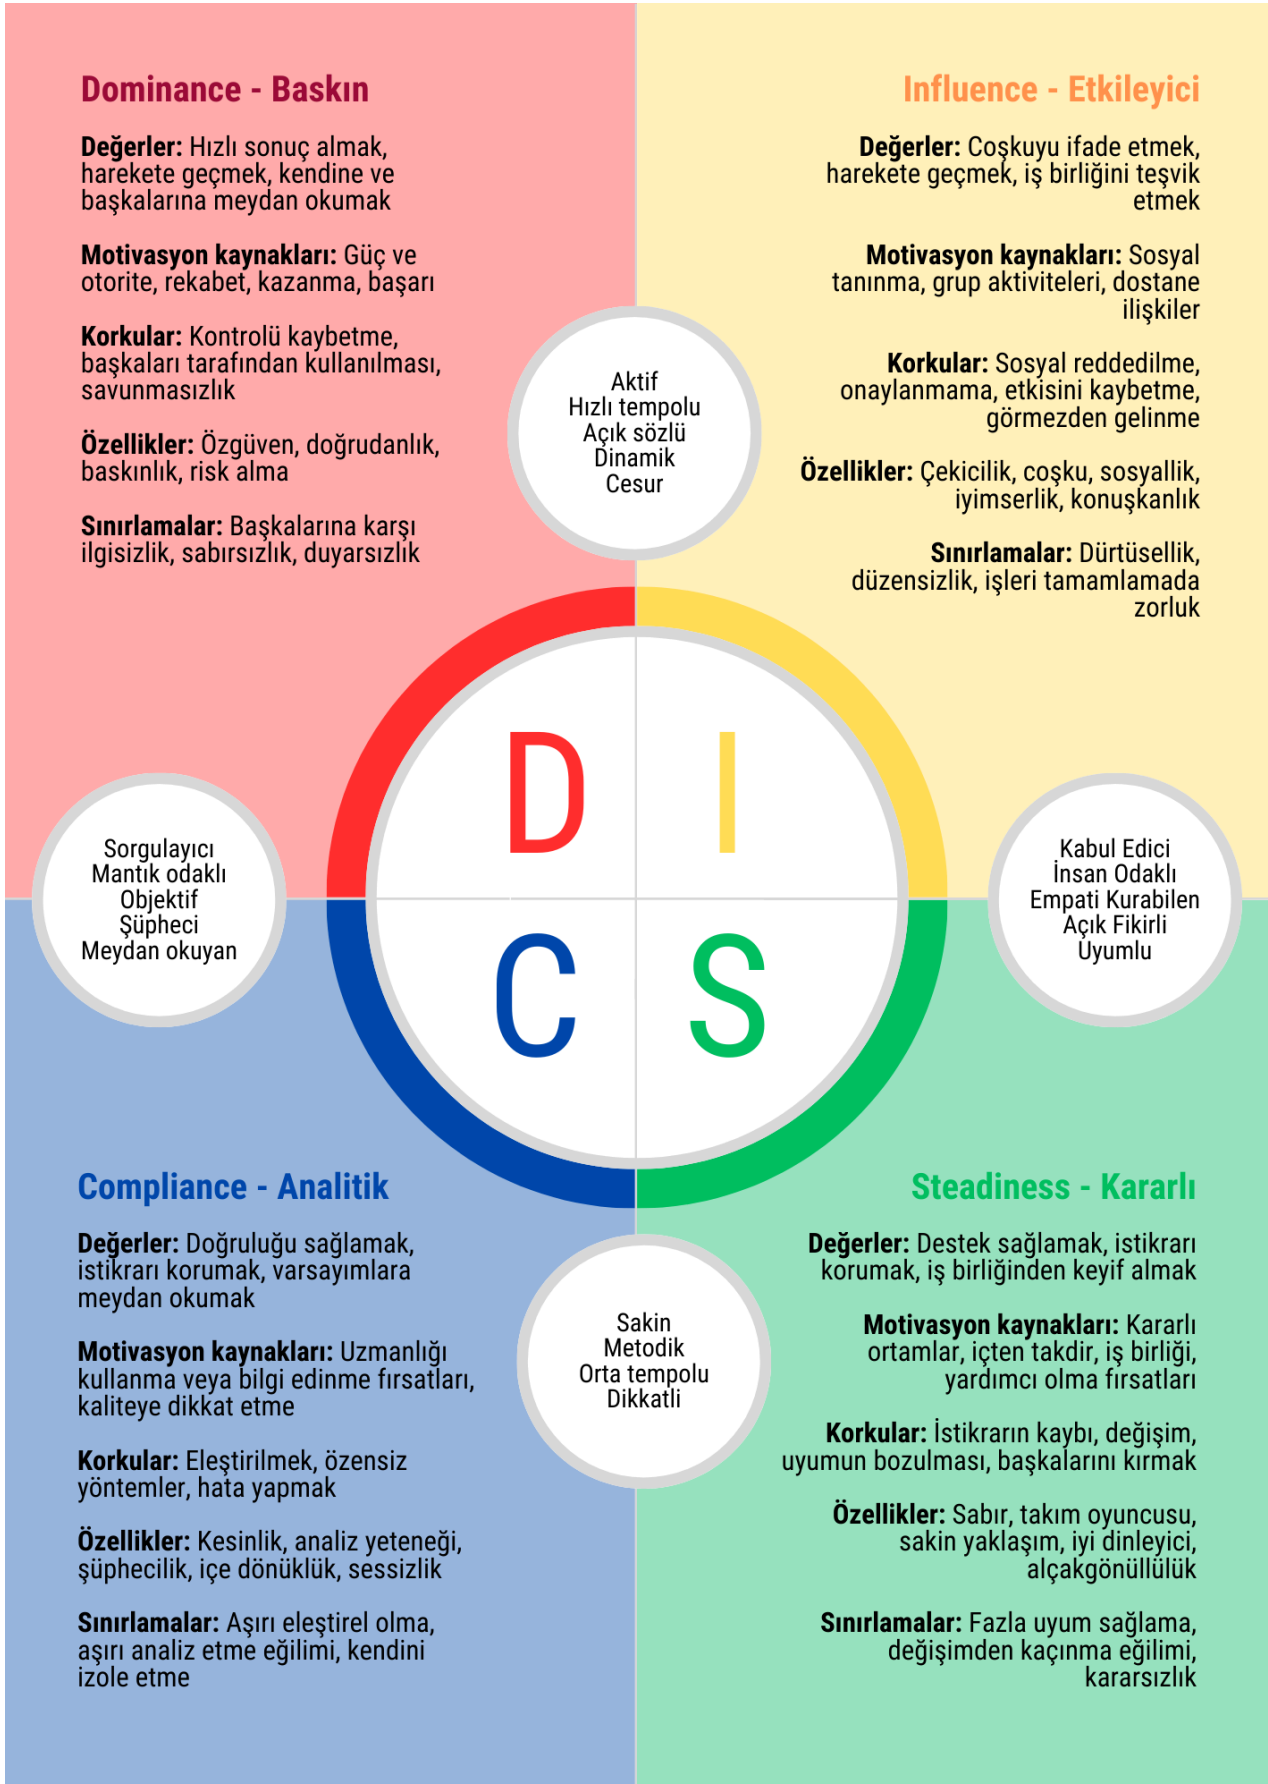 Dominance - Baskın
Değerler: Hızlı sonuç almak,
harekete geçmek, kendine ve
başkalarına meydan okumak
Motivasyon kaynakları: Güç ve
otorite, rekabet, kazanma, başarı
Korkular: Kontrolü kaybetme,
başkaları tarafından kullanılması,
savunmasızlık
Özellikler: Özgüven, doğrudanlık,
baskınlık, risk alma
Sınırlamalar: Başkalarına karşı
ilgisizlik, sabırsızlık, duyarsızlık
Influence - Etkileyici
Değerler: Coşkuyu ifade etmek,
harekete geçmek, iş birliğini teşvik
etmek
Motivasyon kaynakları: Sosyal
tanınma, grup aktiviteleri, dostane
ilişkiler
Korkular: Sosyal reddedilme,
onaylanmama, etkisini kaybetme,
görmezden gelinme
Özellikler: Çekicilik, coşku, sosyallik,
iyimserlik, konuşkanlık
Sınırlamalar: Dürtüsellik,
düzensizlik, işleri tamamlamada
zorluk
Aktif
Hızlı tempolu
Açık sözlü
Dinamik
Cesur
D I
C S
Sorgulayıcı
Mantık odaklı
Objektif
Şüpheci
Meydan okuyan
Kabul Edici
İnsan Odaklı
Empati Kurabilen
Açık Fikirli
Uyumlu
Compliance - Analitik
Değerler: Doğruluğu sağlamak,
istikrarı korumak, varsayımlara
meydan okumak
Motivasyon kaynakları: Uzmanlığı
kullanma veya bilgi edinme fırsatları,
kaliteye dikkat etme
Korkular: Eleştirilmek, özensiz
yöntemler, hata yapmak
Özellikler: Kesinlik, analiz yeteneği,
şüphecilik, içe dönüklük, sessizlik
Sınırlamalar: Aşırı eleştirel olma,
aşırı analiz etme eğilimi, kendini
izole etme
Sakin
Metodik
Orta tempolu
Dikkatli
Steadiness - Kararlı
Değerler: Destek sağlamak, istikrarı
korumak, iş birliğinden keyif almak
Motivasyon kaynakları: Kararlı
ortamlar, içten takdir, iş birliği,
yardımcı olma fırsatları
Korkular: İstikrarın kaybı, değişim,
uyumun bozulması, başkalarını kırmak
Özellikler: Sabır, takım oyuncusu,
sakin yaklaşım, iyi dinleyici,
alçakgönüllülük
Sınırlamalar: Fazla uyum sağlama,
değişimden kaçınma eğilimi,
kararsızlık